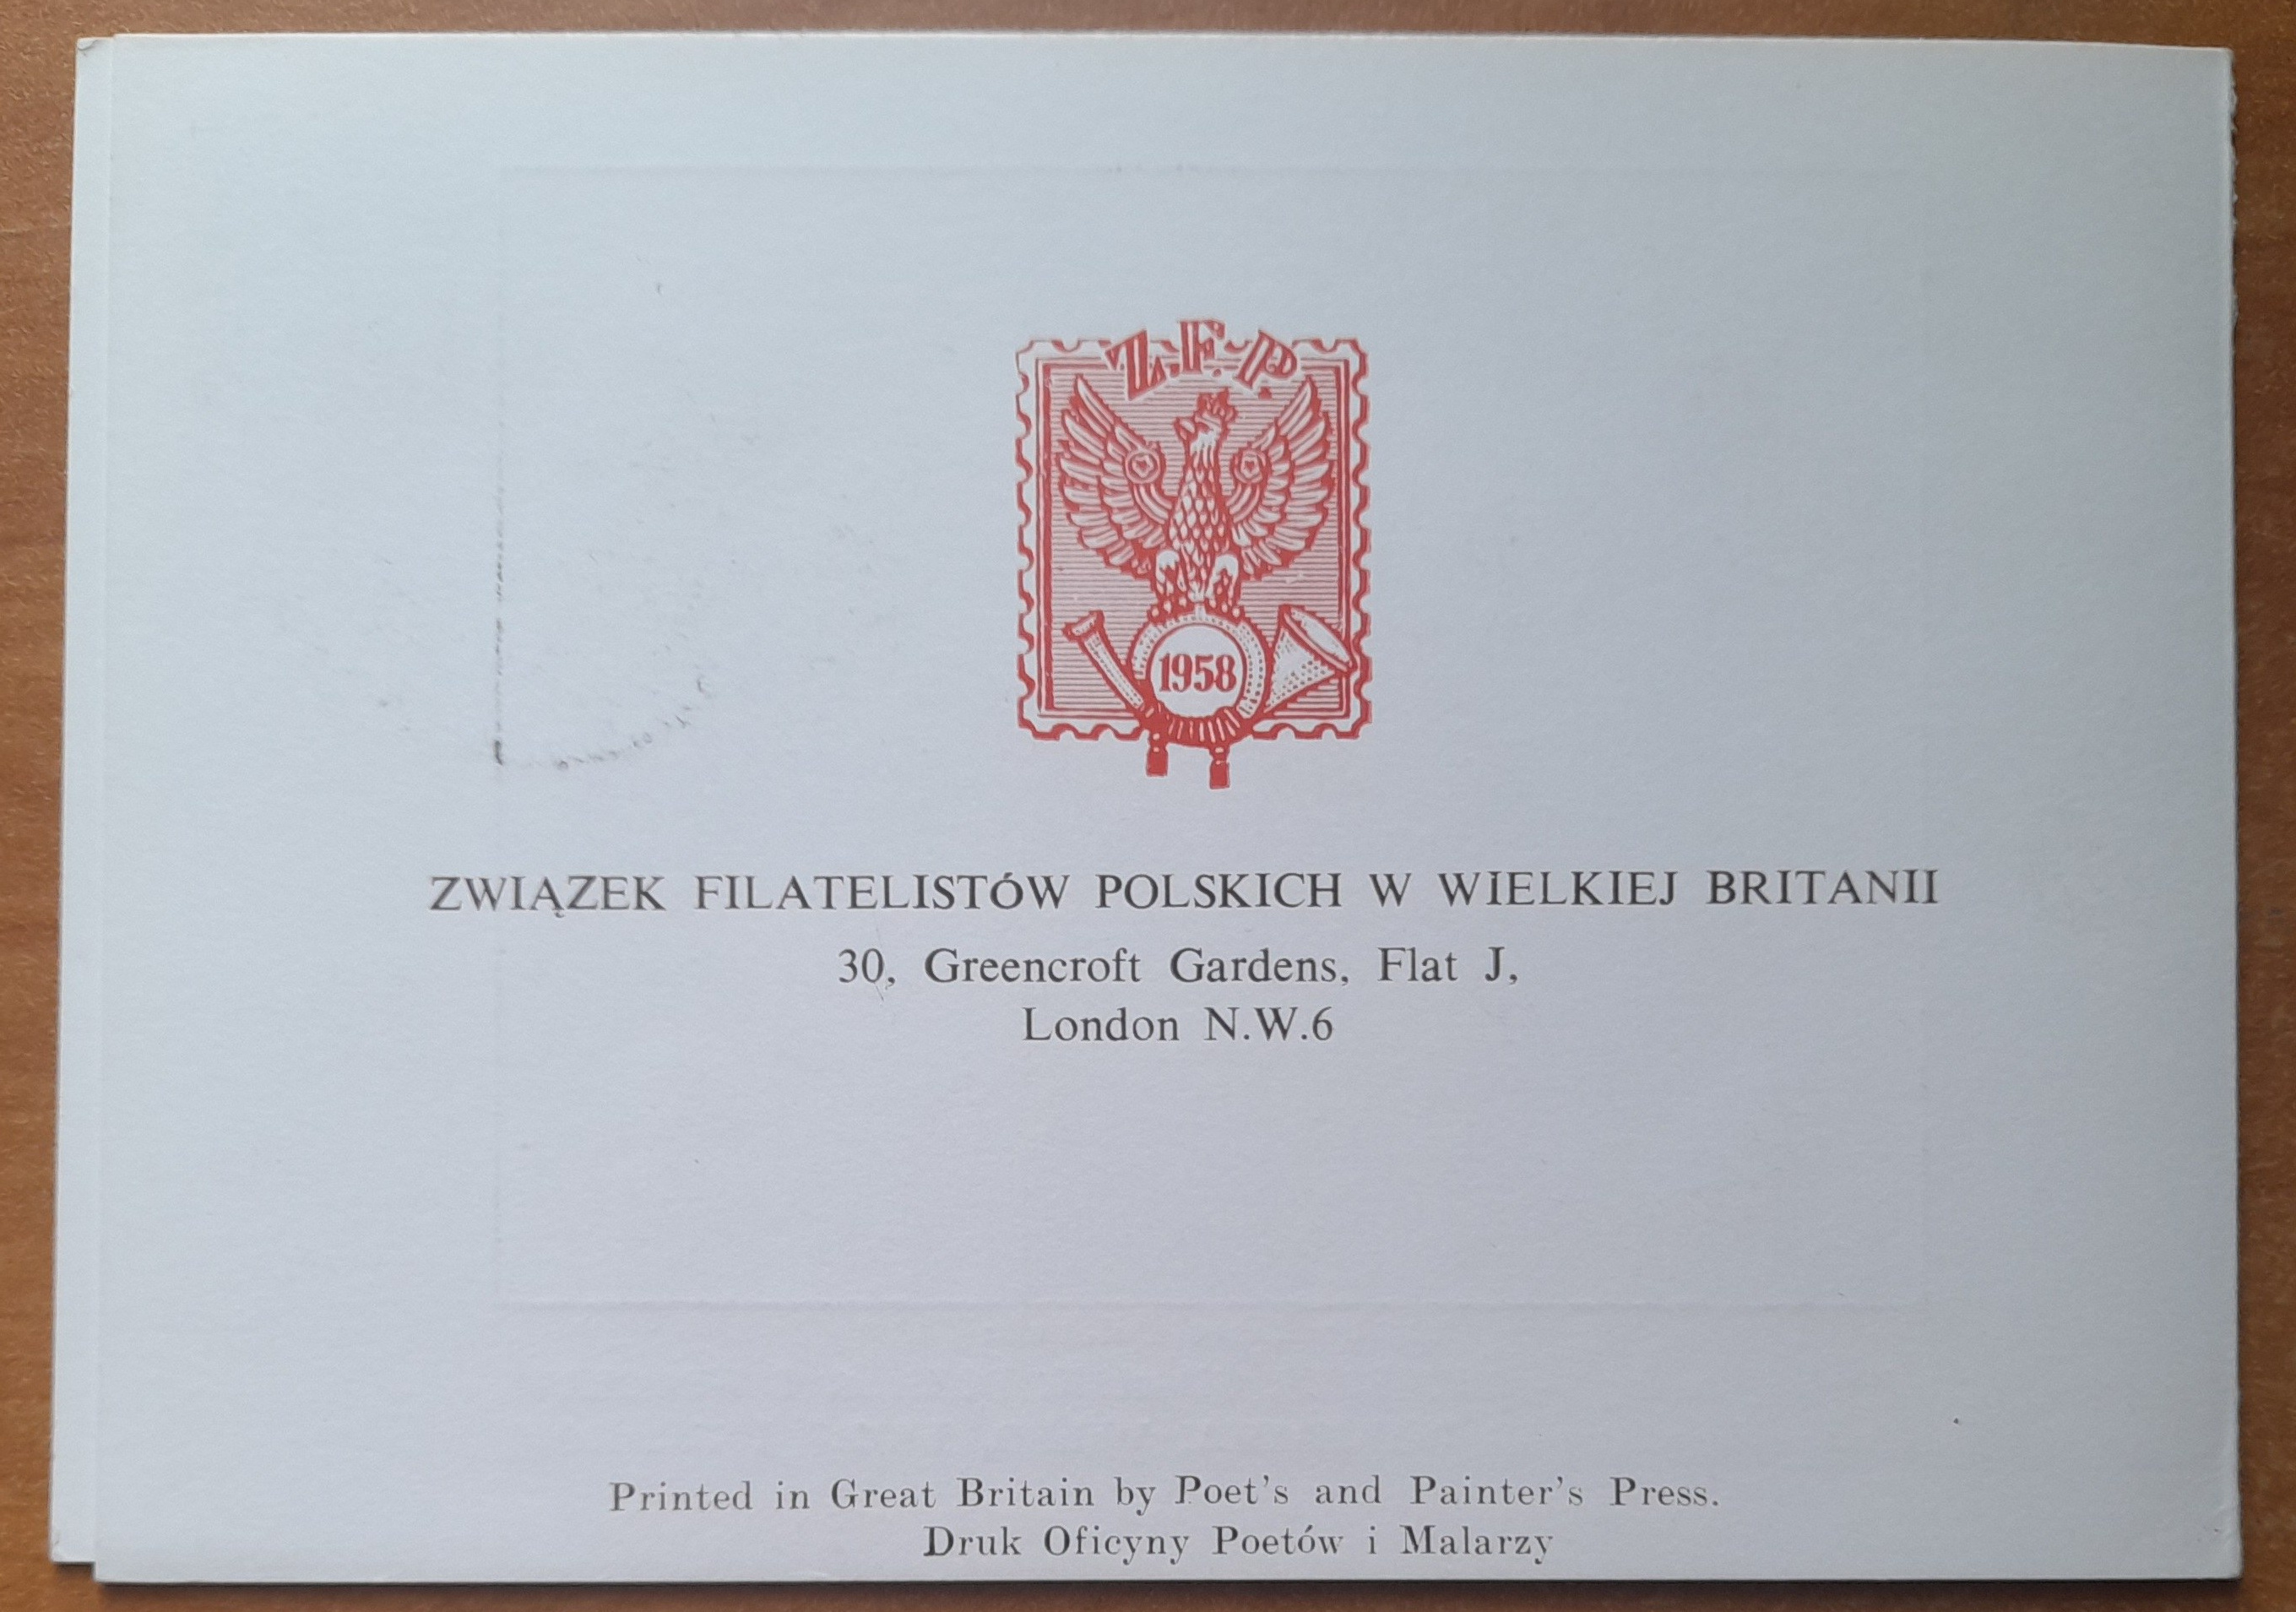 Z.F.P.
1958
ZWIĄZEK FILATELISTÓW POLSKICH W WIELKIEJ BRITANII
30, Greencroft Gardens, Flat J,
London N.W.6
Printed in Great Britain by Poet's and Painter's Press.
Druk Oficyny Poetów i Malarzy